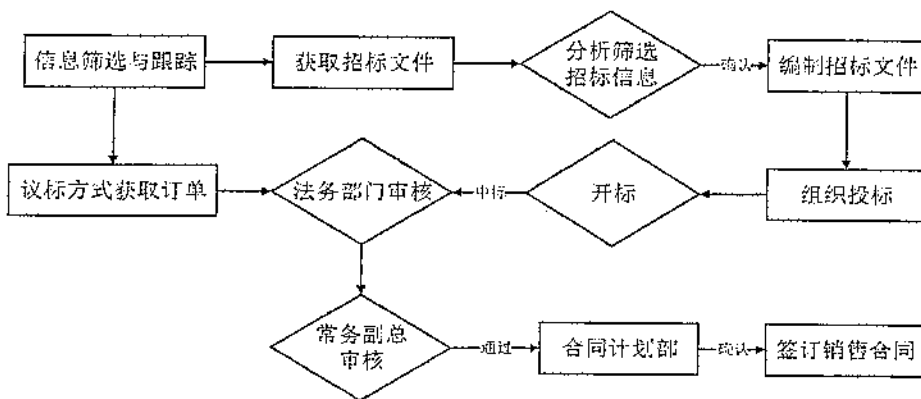 信息筛选与跟踪
获取招标文件
分析筛选
招标信息
确认
编制招标文件
议标方式获取订单
法务部门审核
中标
开标
组织投标
常务副总
审核
通过
合同计划部
确认
签订销售合同